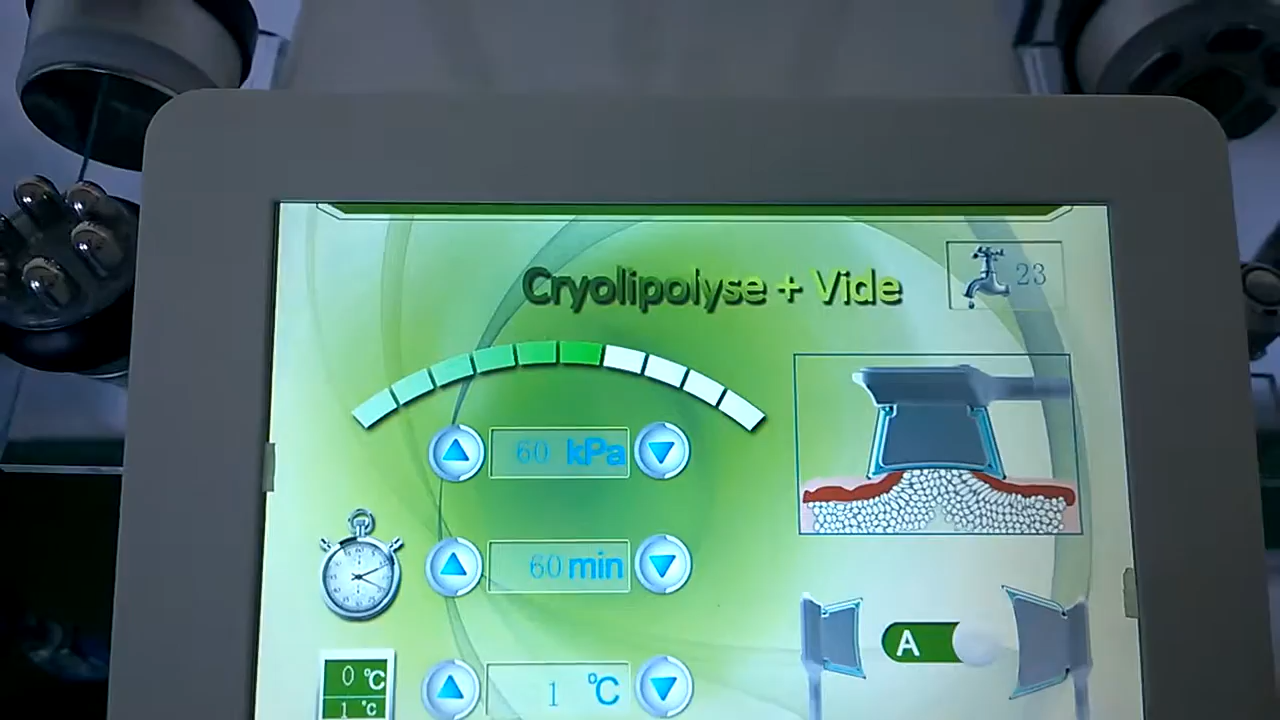 Cryolipolyse + Vide
23
60 kPa
60 min
0 ℃
1 ℃
1 ℃
A